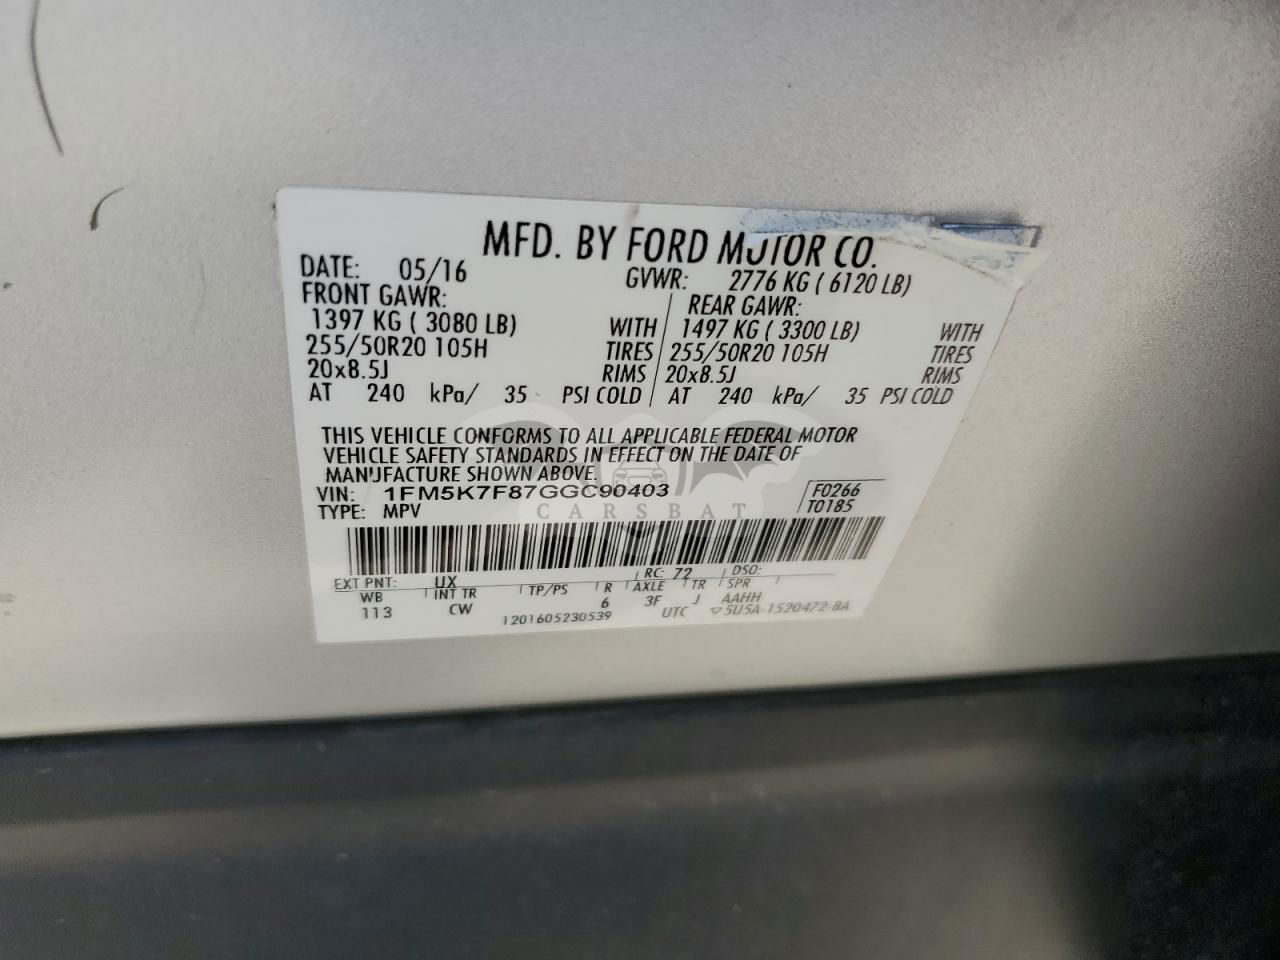 MFD. BY FORD MOTOR CO.
DATE: 05/16 GVWR: 2776 KG ( 6120 LB)
FRONT GAWR: REAR GAWR:
1397 KG ( 3080 LB) WITH 1497 KG ( 3300 LB) WITH
255/50R20 105H TIRES 255/50R20 105H TIRES
20x8.5J RIMS 20x8.5J RIMS
AT 240 kPa/ 35 PSI COLD AT 240 kPa/ 35 PSI COLD
THIS VEHICLE CONFORMS TO ALL APPLICABLE FEDERAL MOTOR
VEHICLE SAFETY STANDARDS IN EFFECT ON THE DATE OF
MANUFACTURE SHOWN ABOVE.
VIN: 1FM5K7F87GGC90403 F0266
TYPE: MPV T0185
CARSBAT
EXT PNT: UX RC: 72 DSO:
WB INT TR TP/PS R AXLE TR SPR
113 CW 6 3F J AAHH
1201605230539 UTC ▽5U5A-1520472-BA